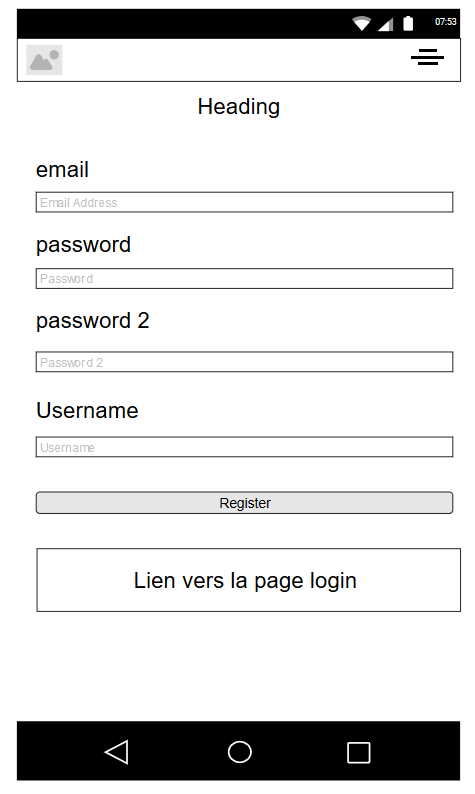 07:53
Heading
email
Email Address
password
Password
password 2
Password 2
Username
Username
Register
Lien vers la page login